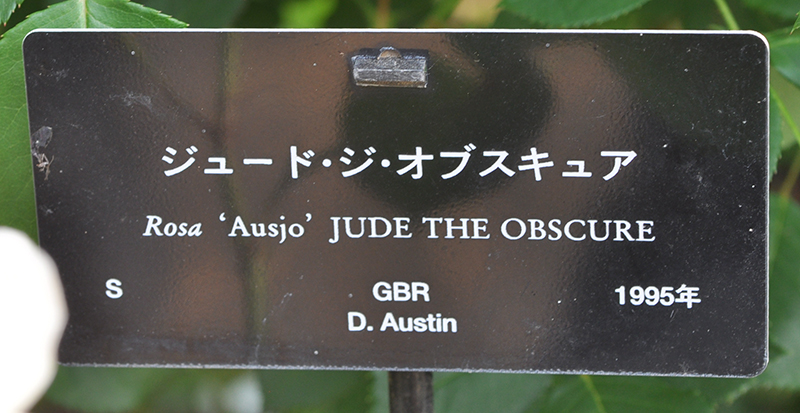 ジュード・ジ・オブスキュア
Rosa ‘Ausjo’ JUDE THE OBSCURE
S GBR 1995年
D. Austin